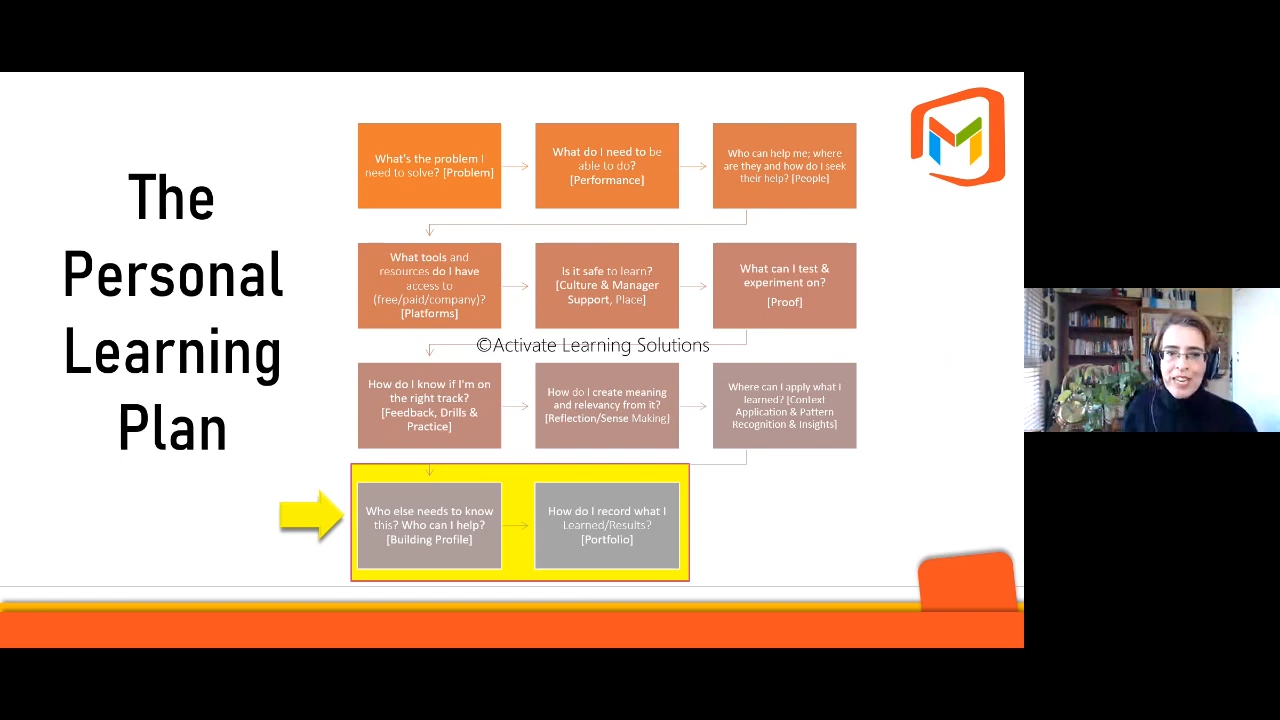 The
Personal
Learning
Plan
What's the problem I
need to solve? [Problem]
What do I need to be
able to do?
[Performance]
Who can help me; where
are they and how do I seek
their help? [People]
What tools and
resources do I have
access to
(free/paid/company)?
[Platforms]
Is it safe to learn?
[Culture & Manager
Support, Place]
What can I test &
experiment on?
[Proof]
©Activate Learning Solutions
How do I know if I'm on
the right track?
[Feedback, Drills &
Practice]
How do I create meaning
and relevancy from it?
[Reflection/Sense Making]
Where can I apply what I
learned? [Context
Application & Pattern
Recognition & Insights]
Who else needs to know
this? Who can I help?
[Building Profile]
How do I record what I
Learned/Results?
[Portfolio]